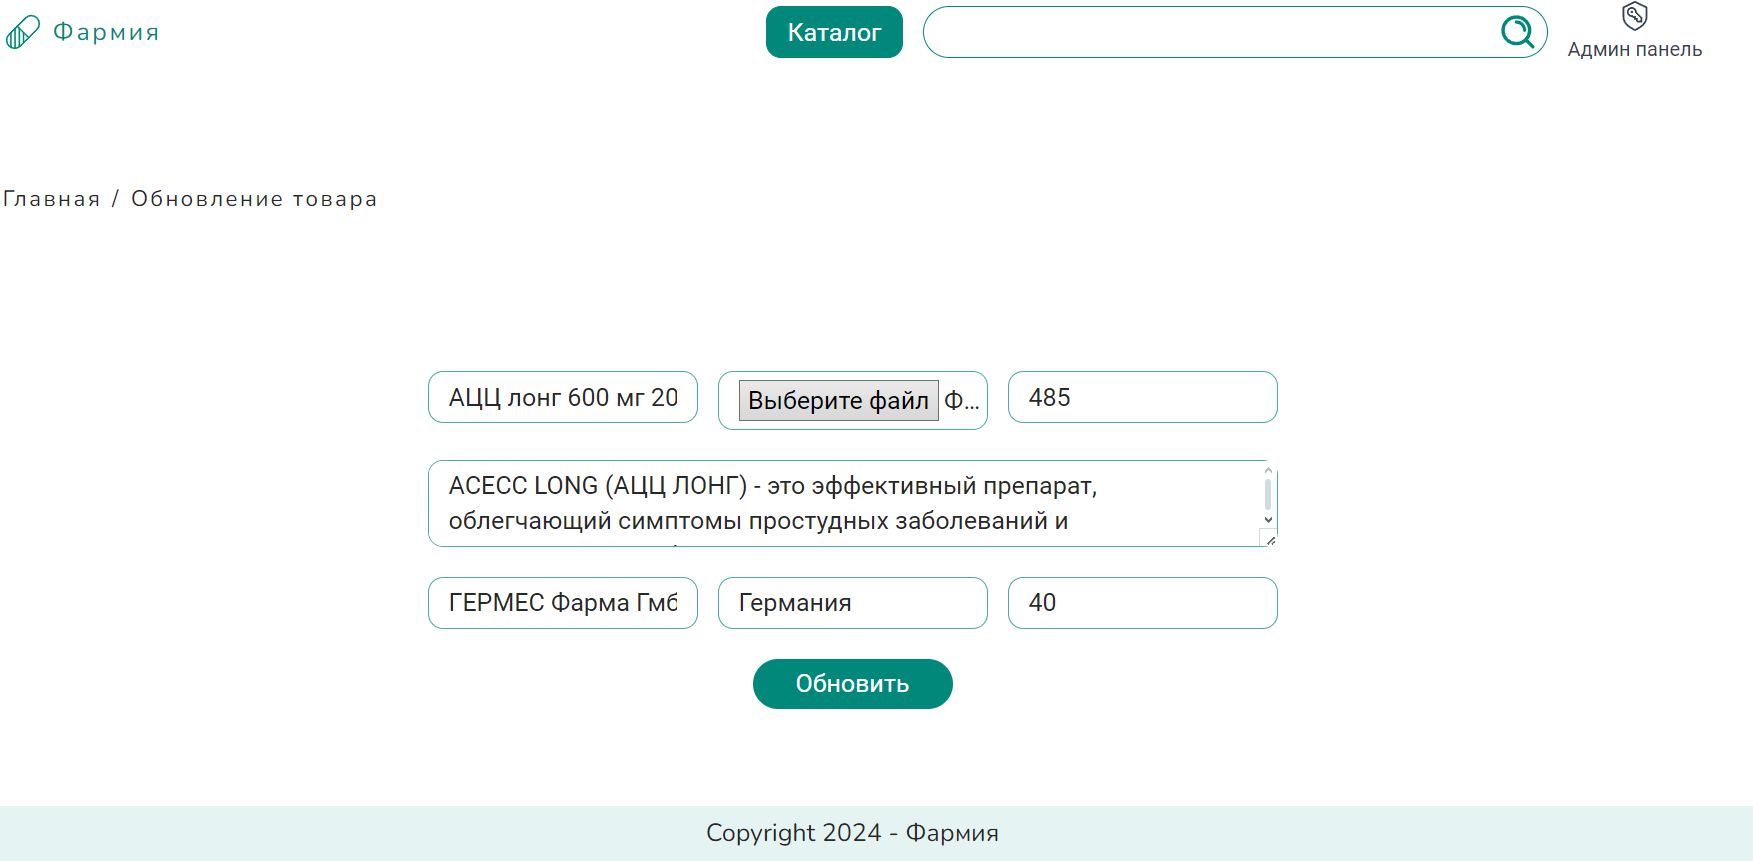 Фармия
Каталог
Админ панель
Главная / Обновление товара
АЦЦ лонг 600 мг 20
Выберите файл Ф...
485
ACECC LONG (АЦЦ ЛОНГ) - это эффективный препарат,
облегчающий симптомы простудных заболеваний и
ГЕРМЕС Фарма Гмб
Германия
40
Обновить
Copyright 2024 - Фармия